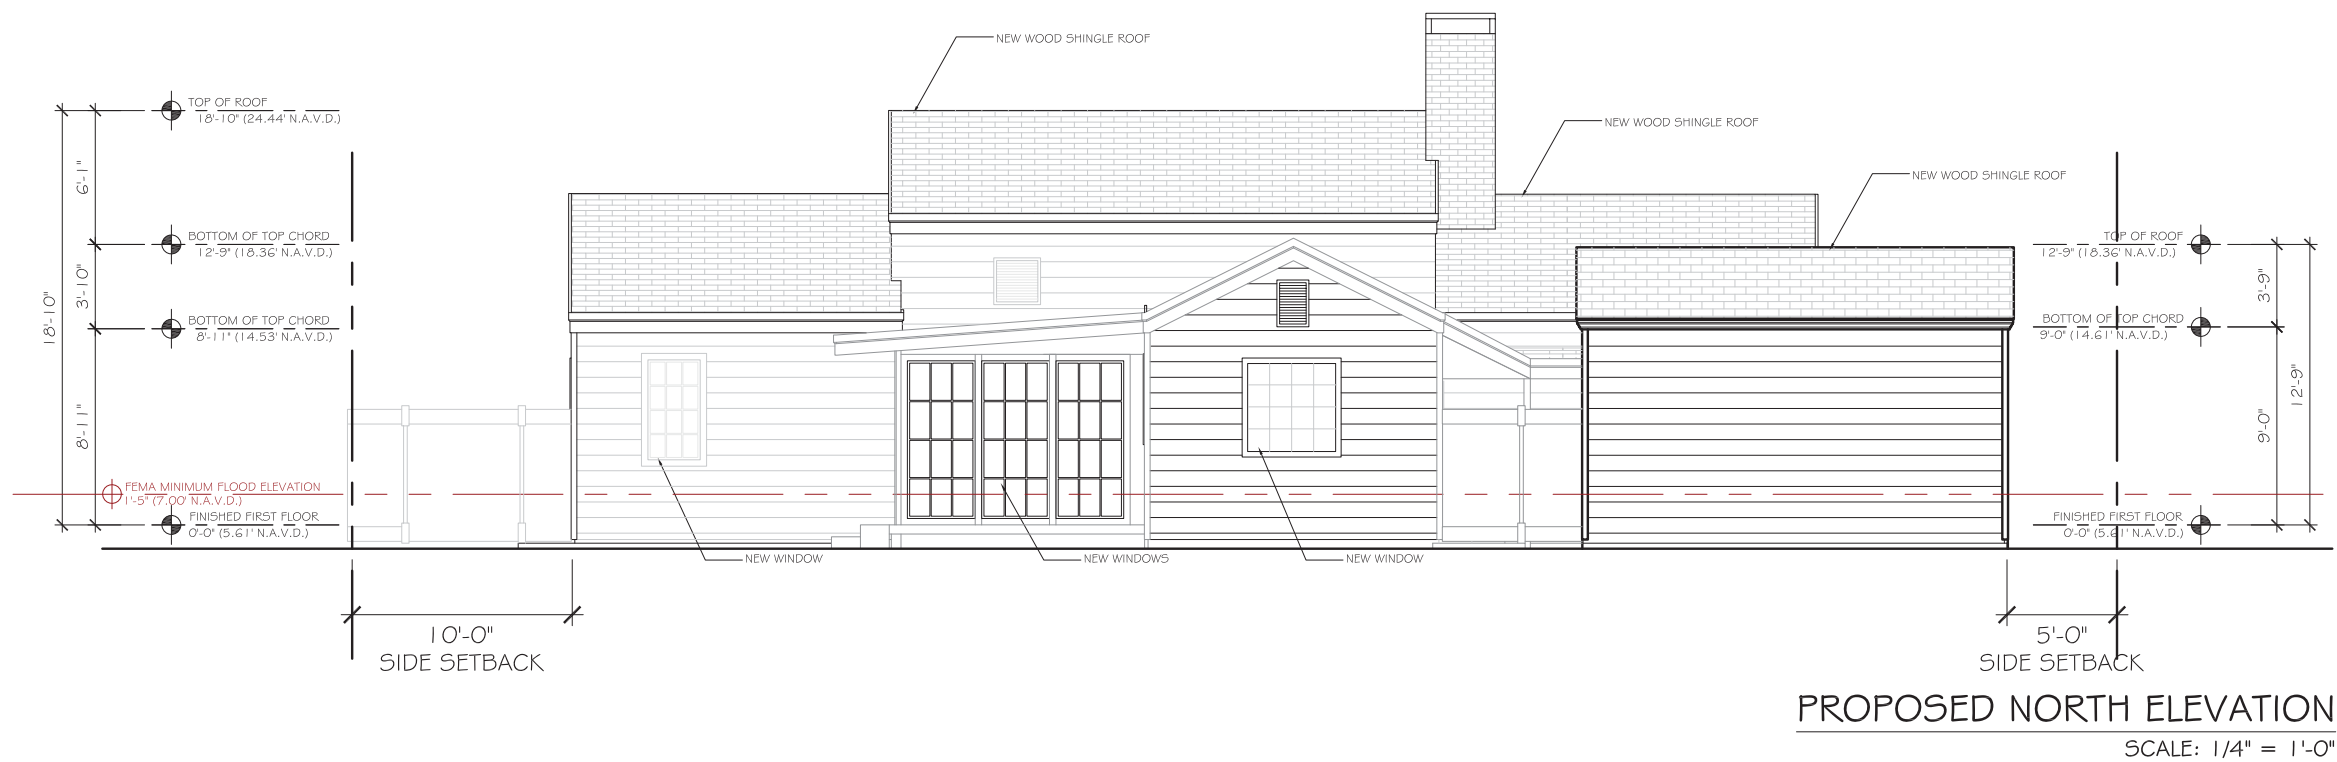 NEW WOOD SHINGLE ROOF
TOP OF ROOF
18'-10" (24.44' N.A.V.D.)
NEW WOOD SHINGLE ROOF
6'-1"
NEW WOOD SHINGLE ROOF
BOTTOM OF TOP CHORD
12'-9" (18.36' N.A.V.D.)
TOP OF ROOF
12'-9" (18.36' N.A.V.D.)
3'-10"
3'-9"
18'-10"
BOTTOM OF TOP CHORD
8'-11" (14.53' N.A.V.D.)
BOTTOM OF TOP CHORD
9'-0" (14.61' N.A.V.D.)
12'-9"
8'-11"
9'-0"
FEMA MINIMUM FLOOD ELEVATION
1'-5" (7.00' N.A.V.D.)
FINISHED FIRST FLOOR
0'-0" (5.61' N.A.V.D.)
FINISHED FIRST FLOOR
0'-0" (5.61' N.A.V.D.)
NEW WINDOW
NEW WINDOWS
NEW WINDOW
10'-0"
SIDE SETBACK
5'-0"
SIDE SETBACK
PROPOSED NORTH ELEVATION
SCALE: 1/4" = 1'-0"